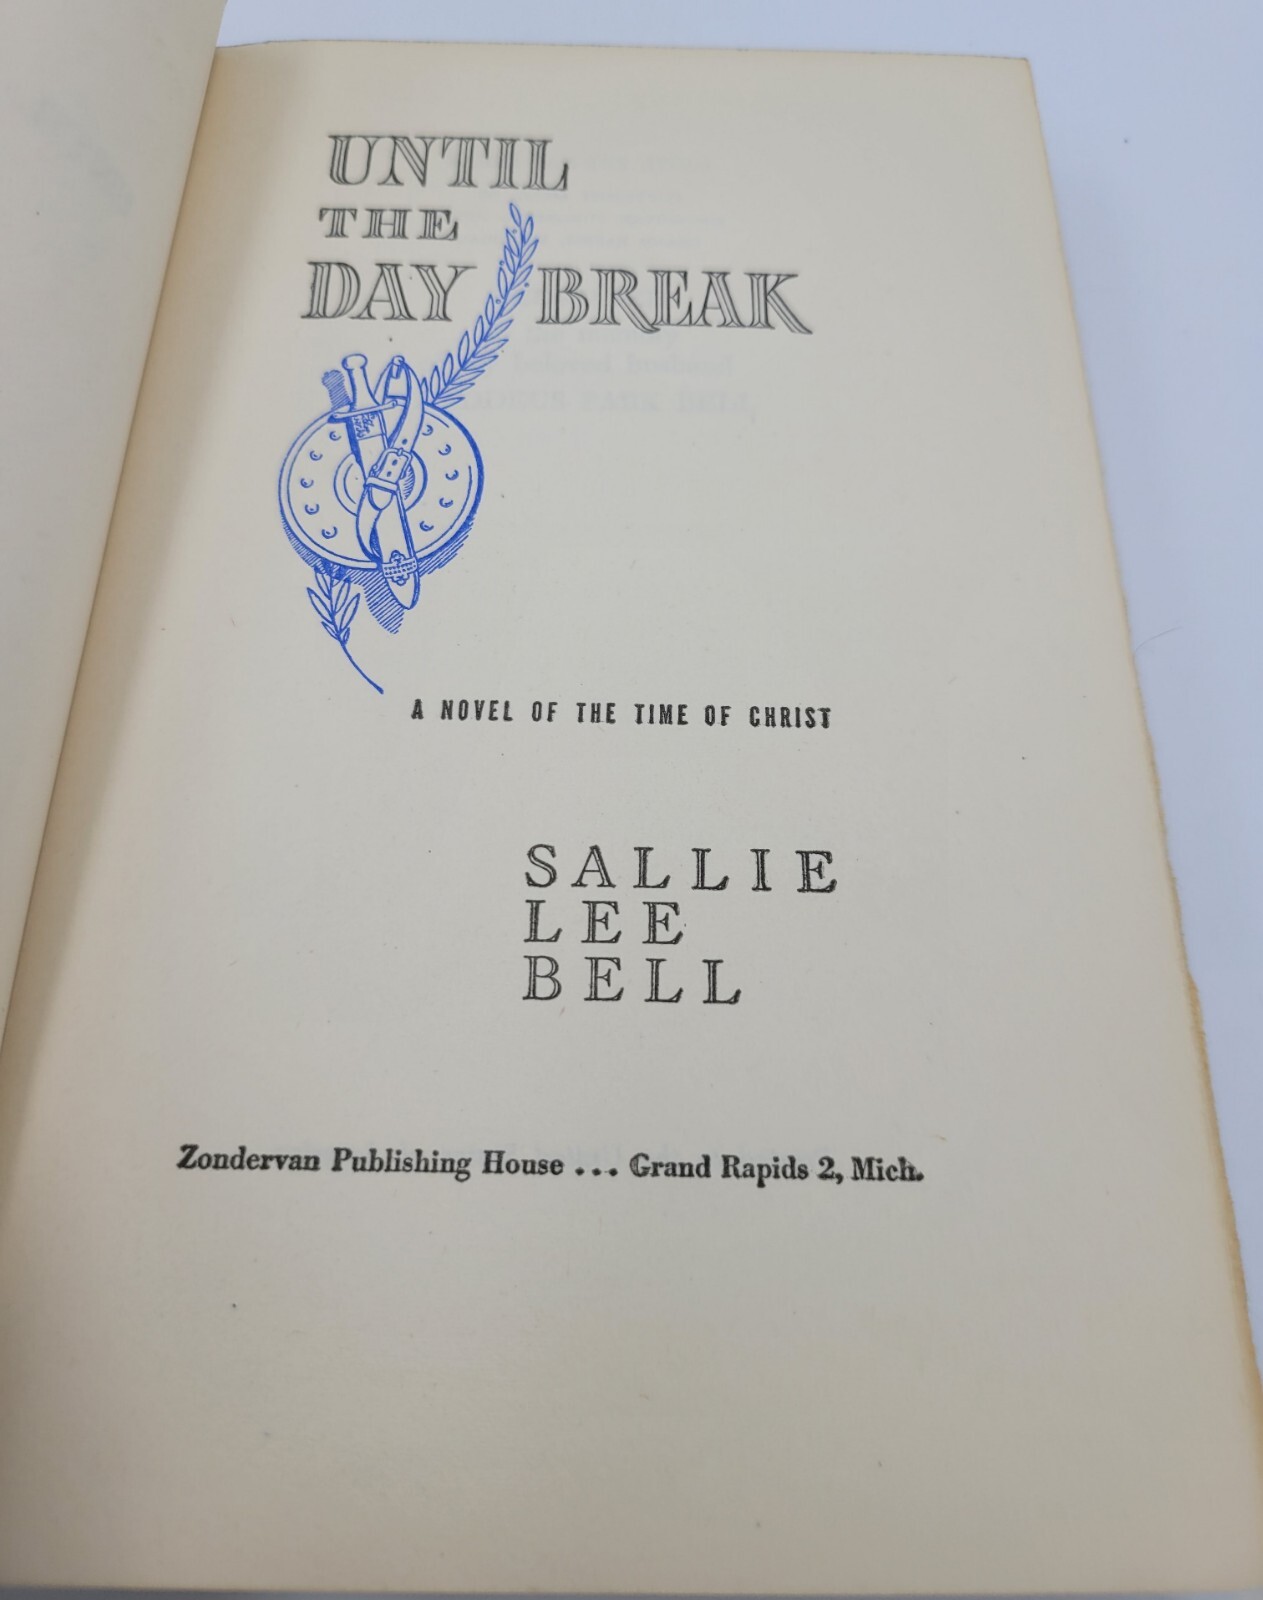 UNTIL
THE
DAY BREAK
A NOVEL OF THE TIME OF CHRIST
SALLIE
LEE
BELL
Zondervan Publishing House ... Grand Rapids 2, Mich.